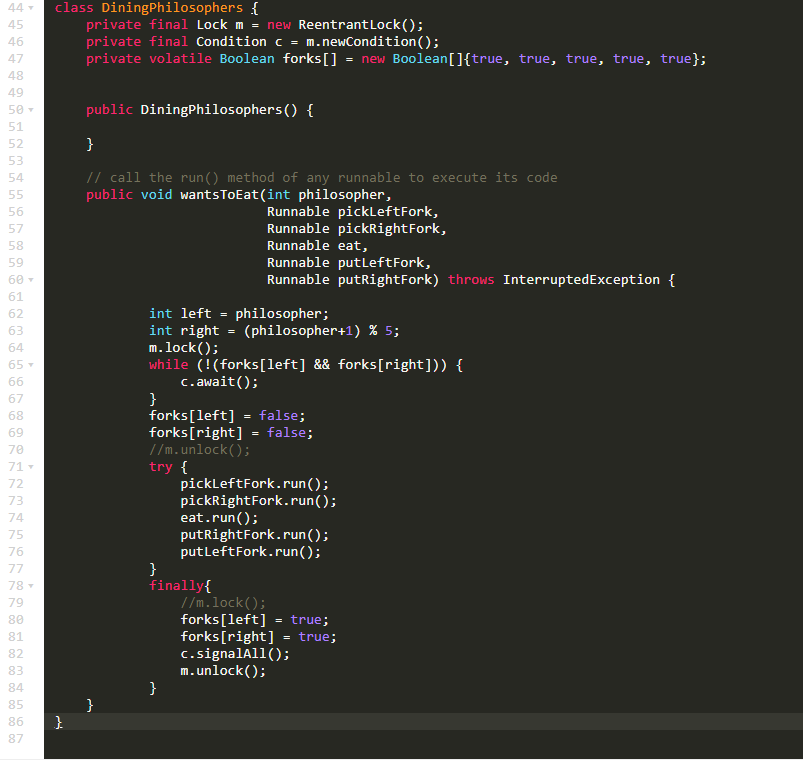 44 class DiningPhilosophers {
45     private final Lock m = new ReentrantLock();
46     private final Condition c = m.newCondition();
47     private volatile Boolean forks[] = new Boolean[]{true, true, true, true, true};
48
49
50     public DiningPhilosophers() {
51
52     }
53
54     // call the run() method of any runnable to execute its code
55     public void wantsToEat(int philosopher,
56                            Runnable pickLeftFork,
57                            Runnable pickRightFork,
58                            Runnable eat,
59                            Runnable putLeftFork,
60                            Runnable putRightFork) throws InterruptedException {
61
62             int left = philosopher;
63             int right = (philosopher+1) % 5;
64             m.lock();
65             while (!(forks[left] && forks[right])) {
66                 c.await();
67             }
68             forks[left] = false;
69             forks[right] = false;
70             //m.unlock();
71             try {
72                 pickLeftFork.run();
73                 pickRightFork.run();
74                 eat.run();
75                 putRightFork.run();
76                 putLeftFork.run();
77             }
78             finally{
79                 //m.lock();
80                 forks[left] = true;
81                 forks[right] = true;
82                 c.signalAll();
83                 m.unlock();
84             }
85     }
86 }
87